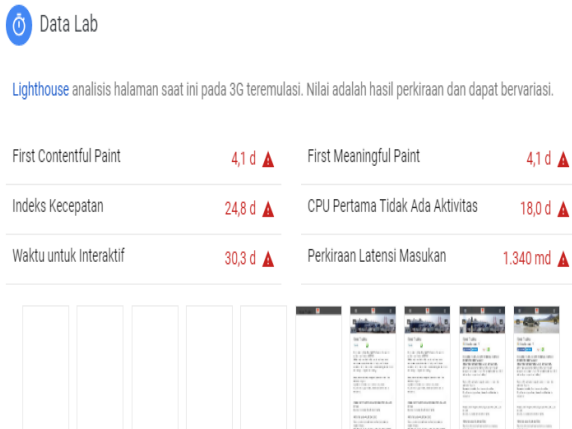 Data Lab
Lighthouse analisis halaman saat ini pada 3G teremulasi. Nilai adalah hasil perkiraan dan dapat bervariasi.
First Contentful Paint 4,1 d
First Meaningful Paint 4,1 d
Indeks Kecepatan 24,8 d
CPU Pertama Tidak Ada Aktivitas 18,0 d
Waktu untuk Interaktif 30,3 d
Perkiraan Latensi Masukan 1.340 md